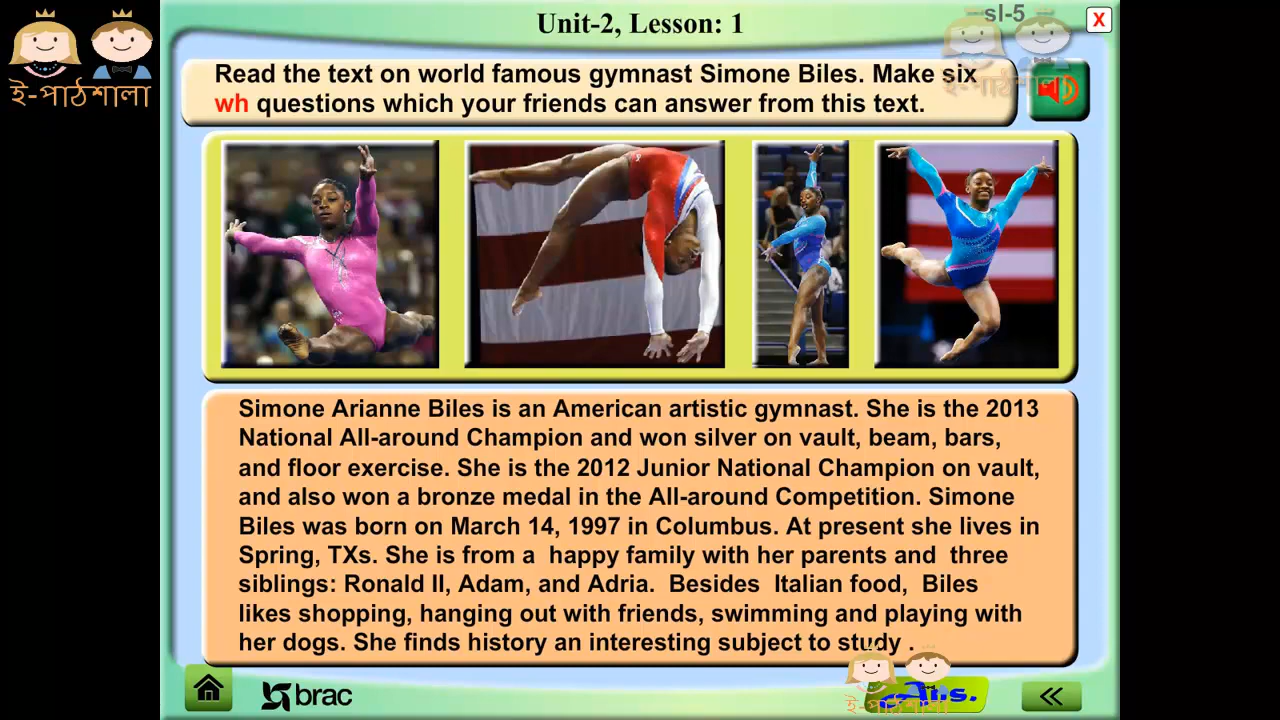 Unit-2, Lesson: 1
sl-5
X
ই-পাঠশালা
ই-পাঠশালা
Read the text on world famous gymnast Simone Biles. Make six
wh questions which your friends can answer from this text.
Simone Arianne Biles is an American artistic gymnast. She is the 2013
National All-around Champion and won silver on vault, beam, bars,
and floor exercise. She is the 2012 Junior National Champion on vault,
and also won a bronze medal in the All-around Competition. Simone
Biles was born on March 14, 1997 in Columbus. At present she lives in
Spring, TXs. She is from a  happy family with her parents and  three
siblings: Ronald II, Adam, and Adria.  Besides  Italian food,  Biles
likes shopping, hanging out with friends, swimming and playing with
her dogs. She finds history an interesting subject to study .
brac
Ans.
ই-পাঠশালা